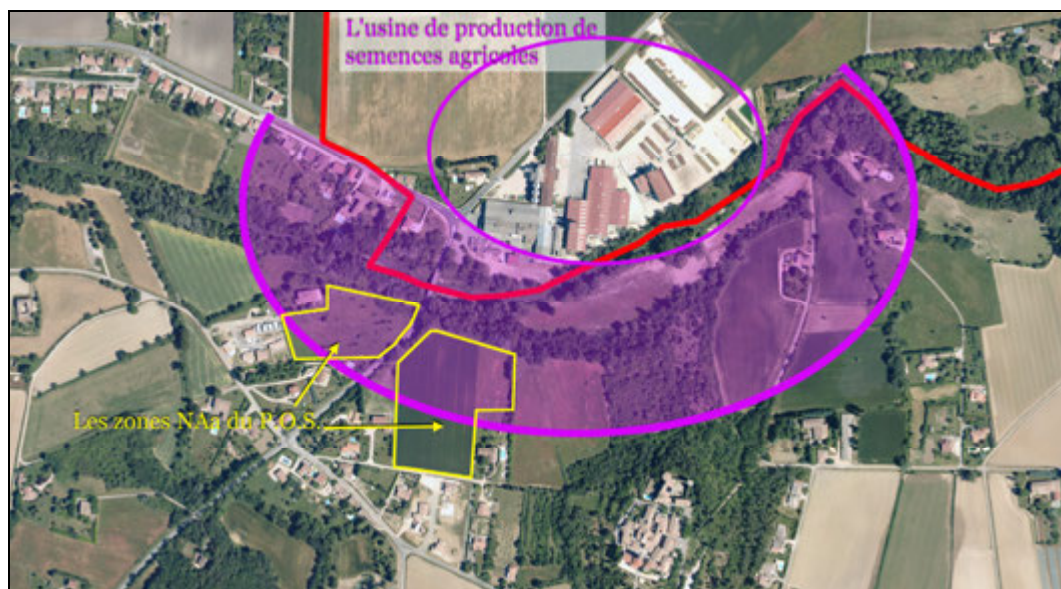 L'usine de production de
semences agricoles
Les zones NAa du P.O.S.